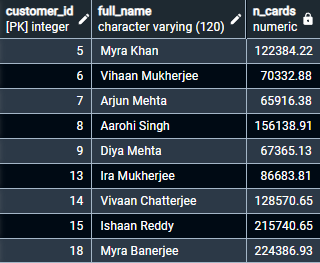 customer_id full_name n_cards
[PK] integer character varying (120) numeric
5 Myra Khan 122384.22
6 Vihaan Mukherjee 70332.88
7 Arjun Mehta 65916.38
8 Aarohi Singh 156138.91
9 Diya Mehta 67365.13
13 Ira Mukherjee 86683.81
14 Vivaan Chatterjee 128570.65
15 Ishaan Reddy 215740.65
18 Myra Banerjee 224386.93